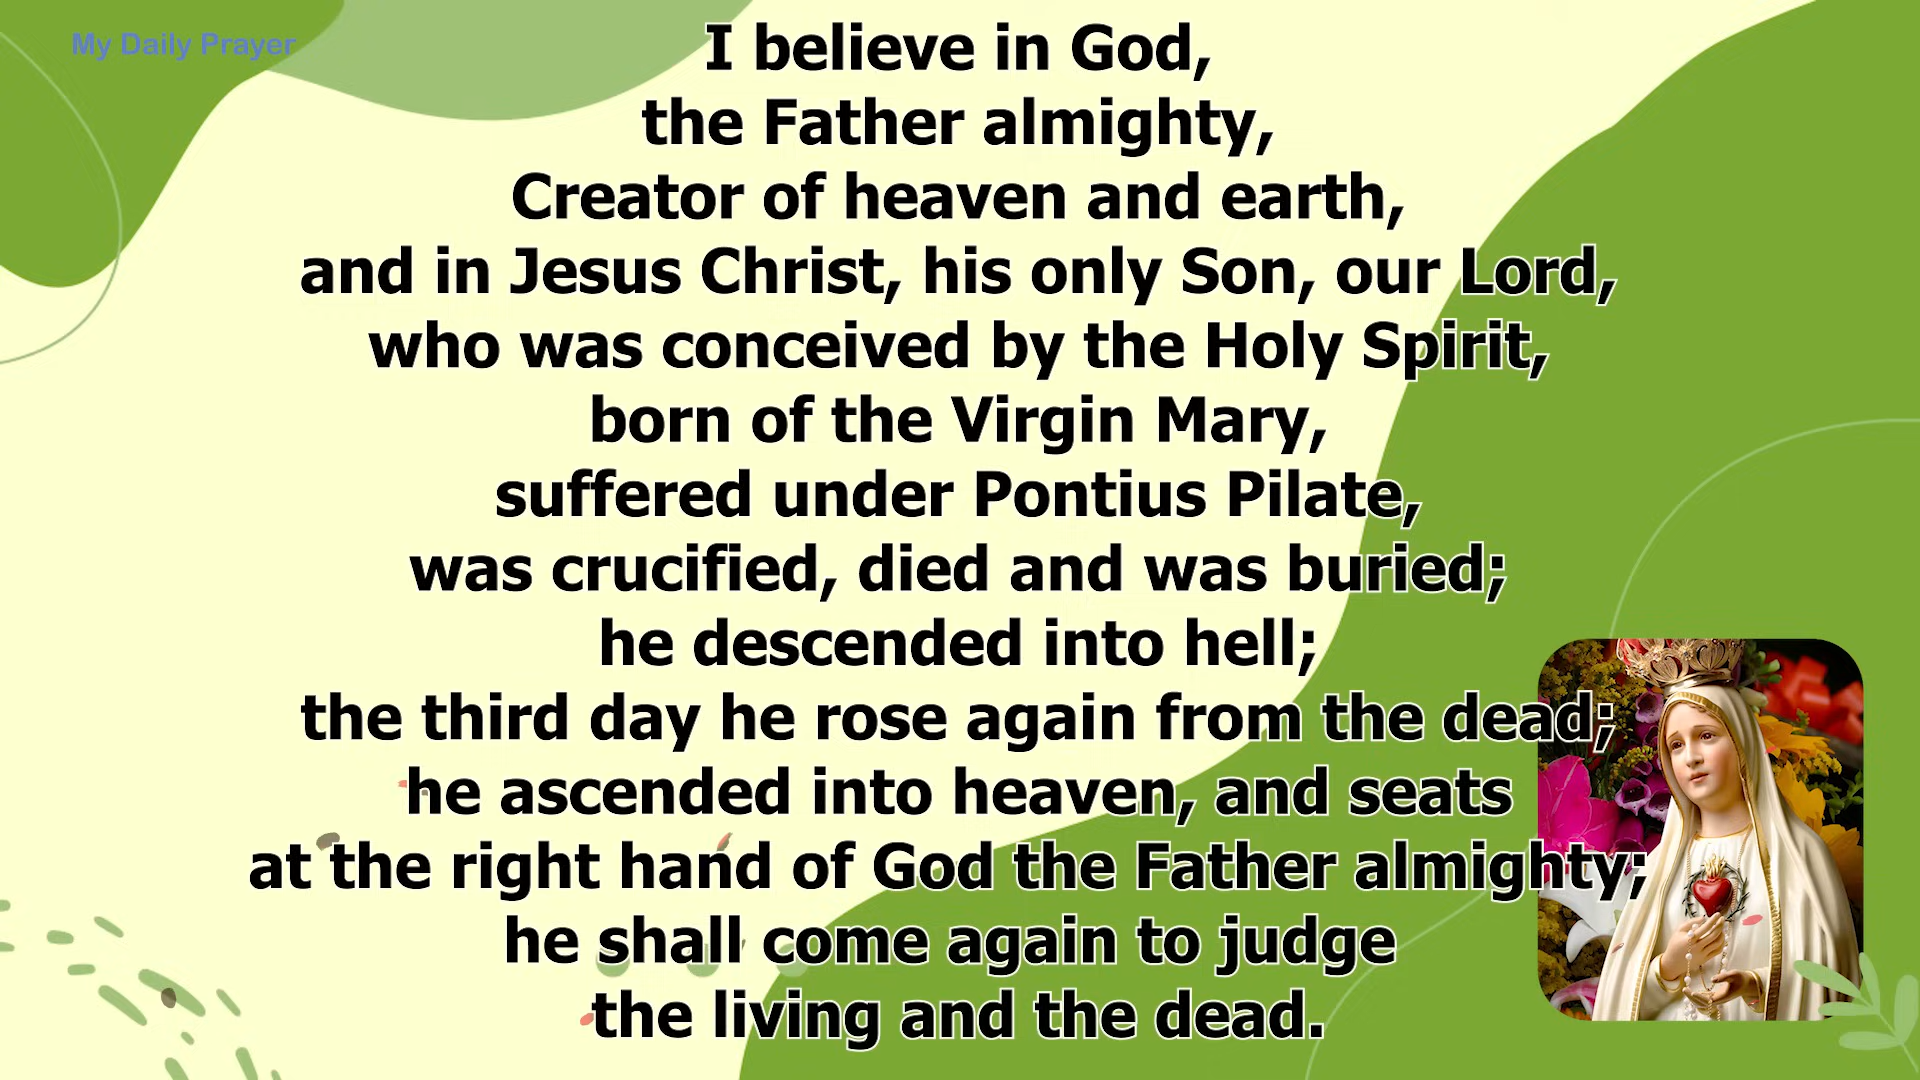 My Daily Prayer
I believe in God,
the Father almighty,
Creator of heaven and earth,
and in Jesus Christ, his only Son, our Lord,
who was conceived by the Holy Spirit,
born of the Virgin Mary,
suffered under Pontius Pilate,
was crucified, died and was buried;
he descended into hell;
the third day he rose again from the dead;
he ascended into heaven, and seats
at the right hand of God the Father almighty;
he shall come again to judge
the living and the dead.